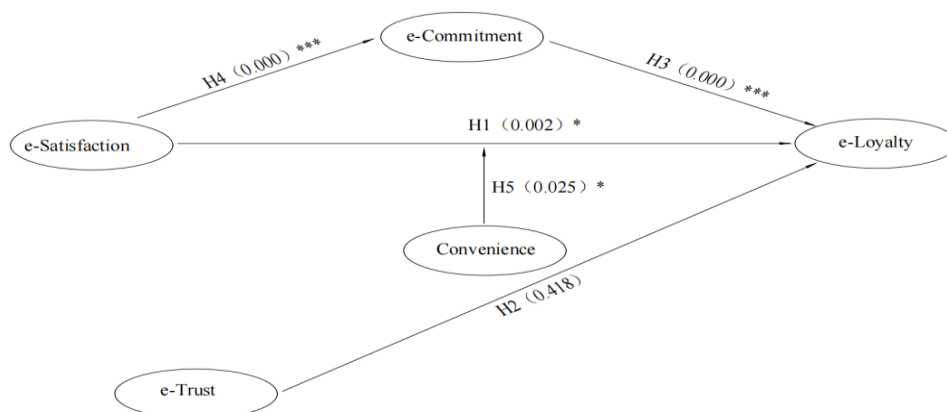 e-Commitment
H4（0.000）***
H3（0.000）***
H1（0.002）*
e-Satisfaction
e-Loyalty
H5（0.025）*
Convenience
H2（0.418）
e-Trust